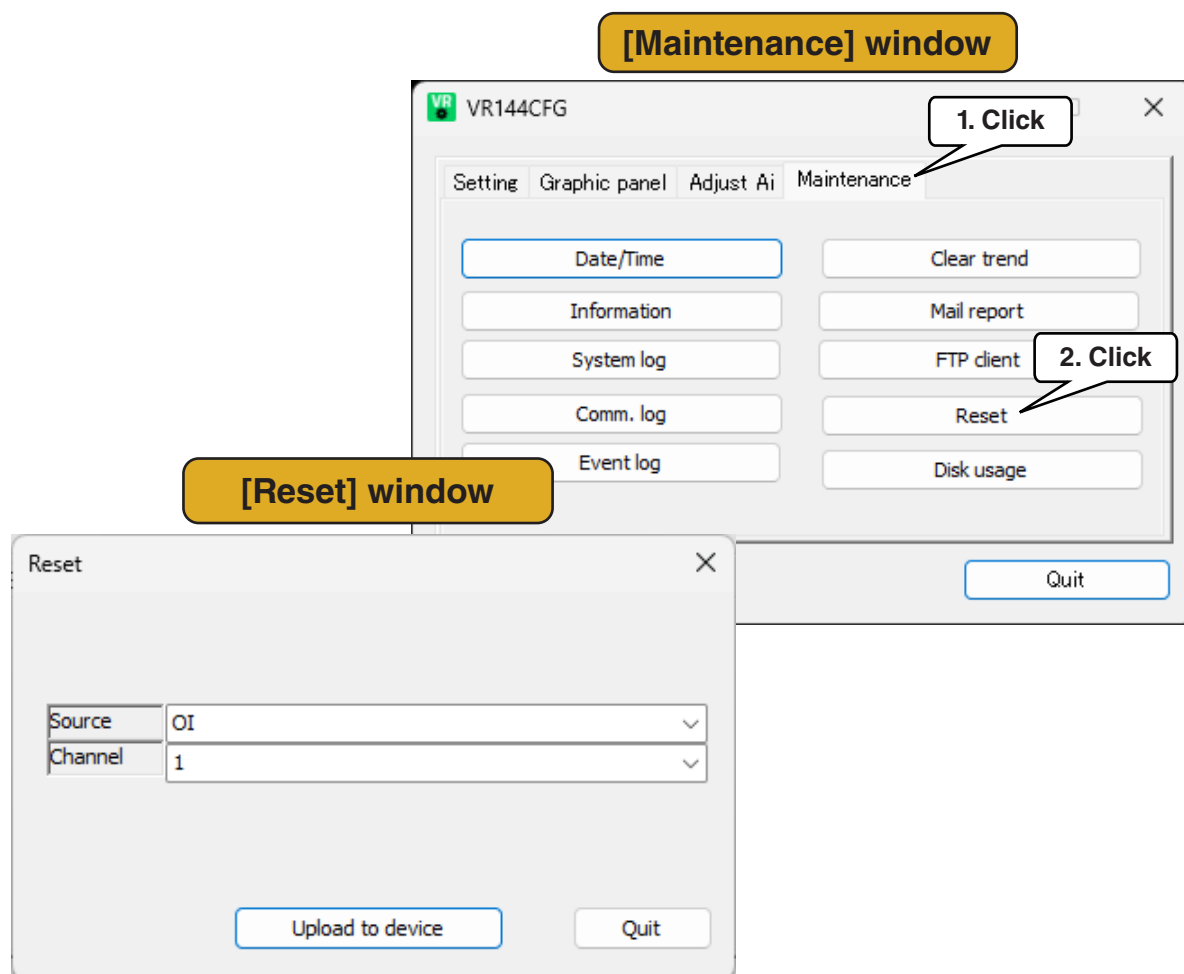 [Maintenance] window
VR
VR144CFG
1. Click
Setting Graphic panel Adjust Ai Maintenance
Date/Time
Clear trend
Information
Mail report
System log
FTP client
2. Click
Comm. log
Reset
Event log
Disk usage
Quit
[Reset] window
Reset
Source
OI
Channel
1
Upload to device
Quit